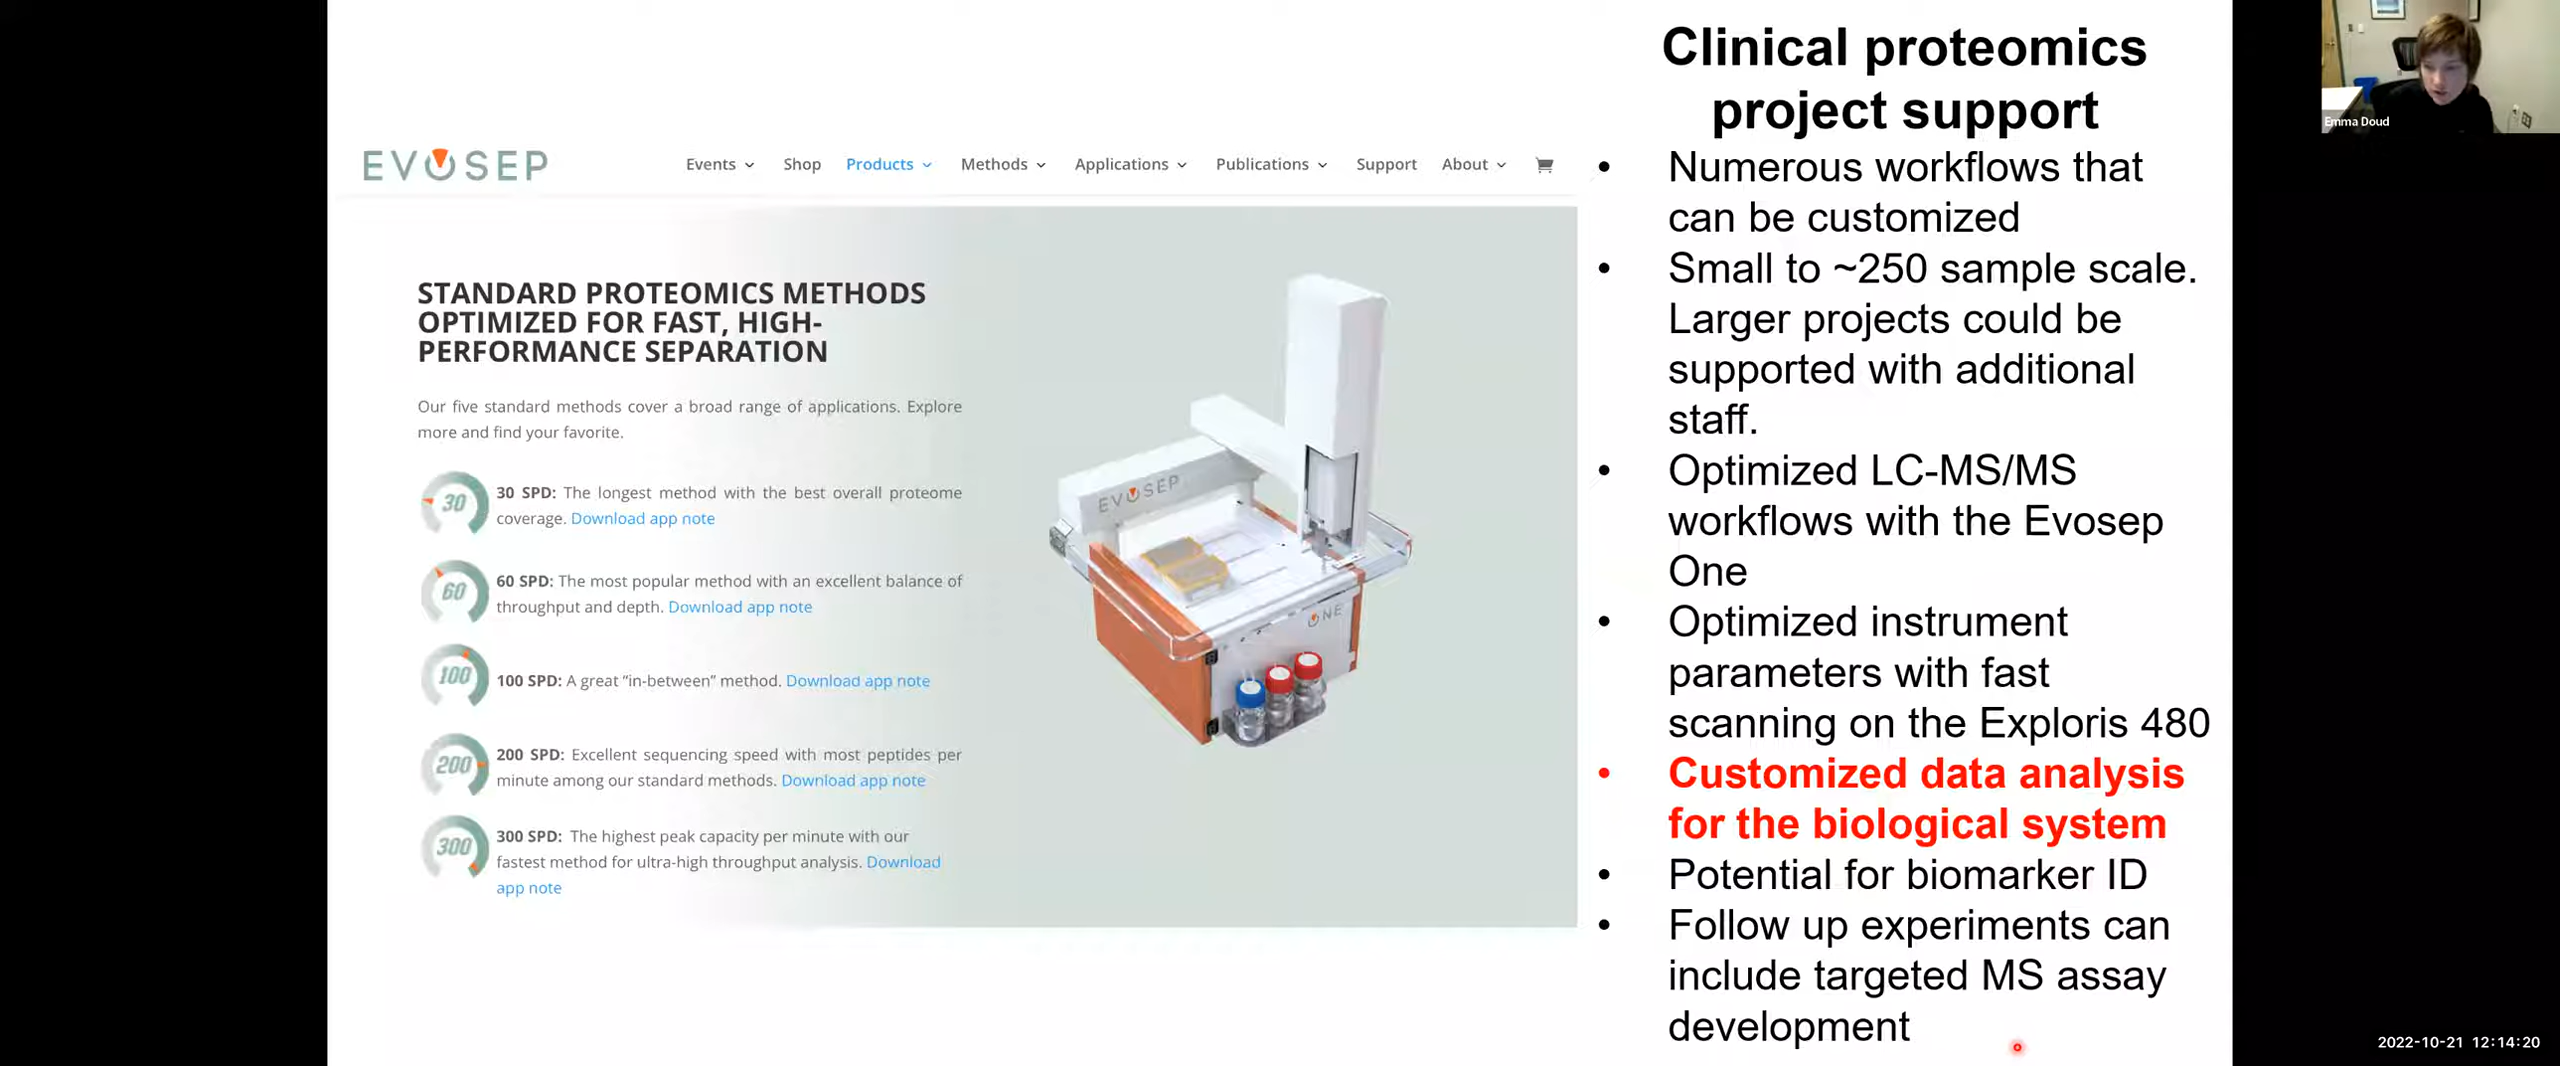 EVOSEP
Events Shop Products Methods Applications Publications Support About
STANDARD PROTEOMICS METHODS
OPTIMIZED FOR FAST, HIGH-
PERFORMANCE SEPARATION
Our five standard methods cover a broad range of applications. Explore
more and find your favorite.
30
30 SPD: The longest method with the best overall proteome
coverage. Download app note
60
60 SPD: The most popular method with an excellent balance of
throughput and depth. Download app note
100
100 SPD: A great “in-between” method. Download app note
200
200 SPD: Excellent sequencing speed with most peptides per
minute among our standard methods. Download app note
300
300 SPD: The highest peak capacity per minute with our
fastest method for ultra-high throughput analysis. Download
app note
EVOSEP
ONE
Clinical proteomics
project support
• Numerous workflows that
can be customized
• Small to ~250 sample scale.
Larger projects could be
supported with additional
staff.
• Optimized LC-MS/MS
workflows with the Evosep
One
• Optimized instrument
parameters with fast
scanning on the Exploris 480
• Customized data analysis
for the biological system
• Potential for biomarker ID
• Follow up experiments can
include targeted MS assay
development
Emma Doud
2022-10-21 12:14:20